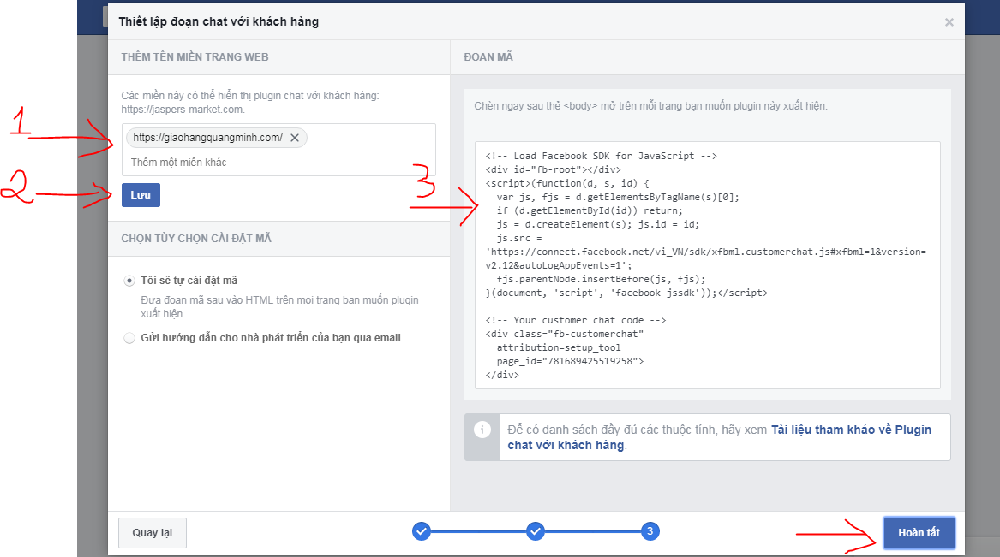 Thiết lập đoạn chat với khách hàng
×
THÊM TÊN MIỀN TRANG WEB
Các miền này có thể hiển thị plugin chat với khách hàng:
https://jaspers-market.com.
1
https://giaohangquangminh.com/ ×
Thêm một miền khác
2
Lưu
CHỌN TÙY CHỌN CÀI ĐẶT MÃ
Tôi sẽ tự cài đặt mã
Đưa đoạn mã sau vào HTML trên mọi trang bạn muốn plugin
xuất hiện.
Gửi hướng dẫn cho nhà phát triển của bạn qua email
ĐOẠN MÃ
Chèn ngay sau thẻ <body> mở trên mỗi trang bạn muốn plugin này xuất hiện.
3
<!-- Load Facebook SDK for JavaScript -->
<div id="fb-root"></div>
<script>(function(d, s, id) {
  var js, fjs = d.getElementsByTagName(s)[0];
  if (d.getElementById(id)) return;
  js = d.createElement(s); js.id = id;
  js.src =
'https://connect.facebook.net/vi_VN/sdk/xfbml.customerchat.js#xfbml=1&version=
v2.12&autoLogAppEvents=1';
  fjs.parentNode.insertBefore(js, fjs);
}(document, 'script', 'facebook-jssdk'));</script>
<!-- Your customer chat code -->
<div class="fb-customerchat"
  attribution=setup_tool
  page_id="781689425519258">
</div>
i
Để có danh sách đầy đủ các thuộc tính, hãy xem Tài liệu tham khảo về Plugin
chat với khách hàng.
Quay lại
3
Hoàn tất